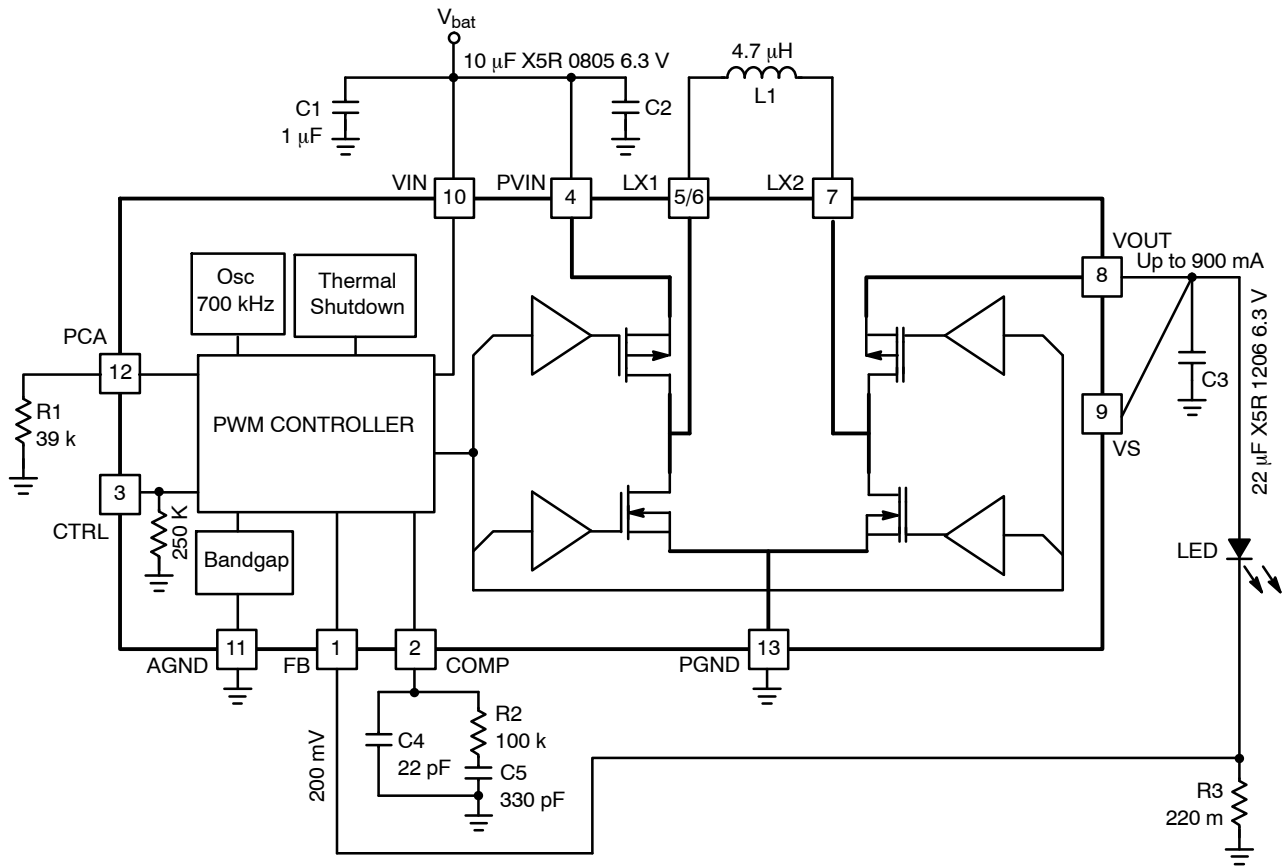 Vbat
10 μF X5R 0805 6.3 V
4.7 μH
L1
C1
1 μF
C2
VIN
PVIN
LX1
LX2
10
4
5/6
7
VOUT
Up to 900 mA
8
Osc
700 kHz
Thermal
Shutdown
PCA
12
R1
39 k
PWM CONTROLLER
C3
22 μF X5R 1206 6.3 V
9
VS
3
CTRL
250 K
Bandgap
LED
11
1
2
13
AGND
FB
COMP
PGND
200 mV
C4
22 pF
R2
100 k
C5
330 pF
R3
220 m